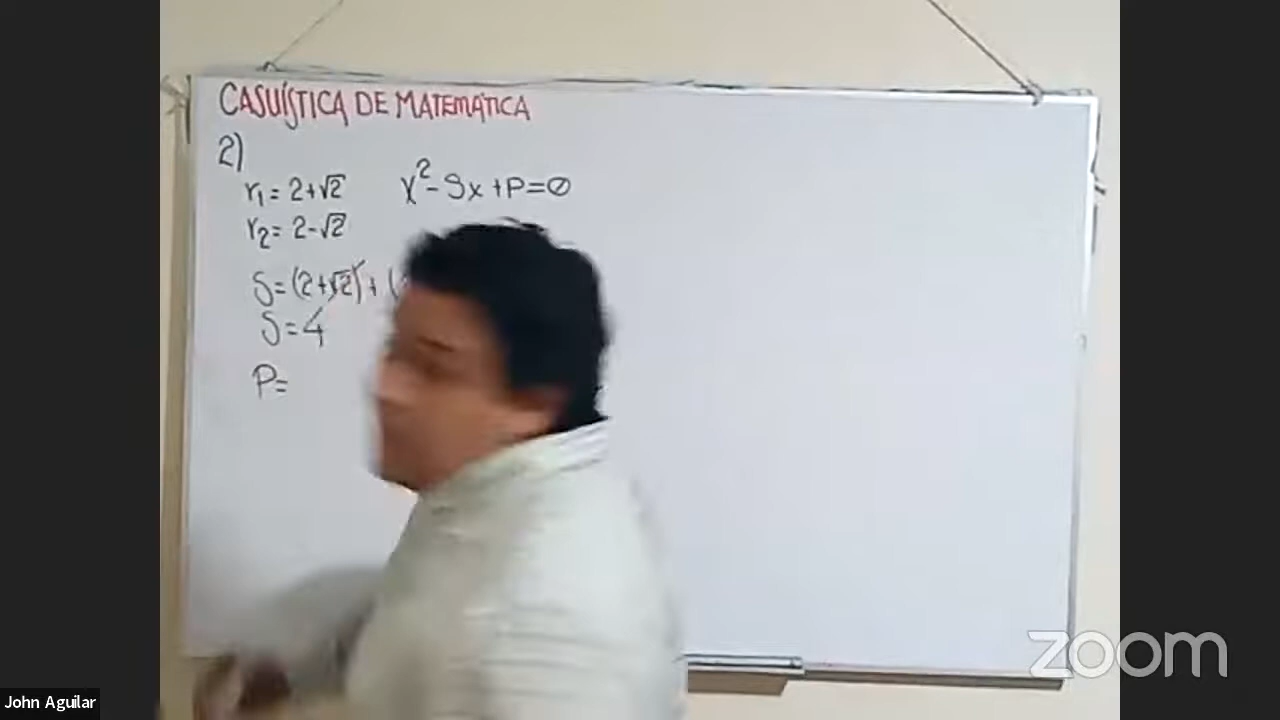 CASUÍSTICA DE MATEMÁTICA
2)
r₁ = 2+√2
x² - Sx + P = 0
r₂ = 2-√2
S = (2+√2) + (
S = 4
P =
zoom
John Aguilar